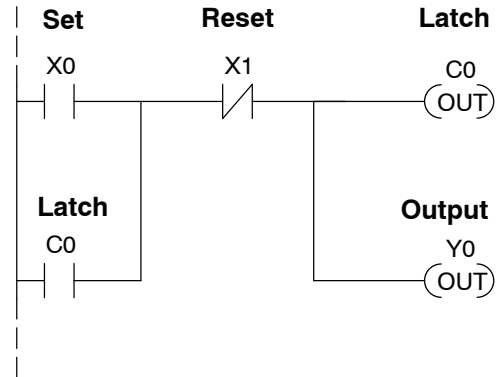 Set Reset Latch
X0 X1 C0
OUT
Latch Output
C0 Y0
OUT